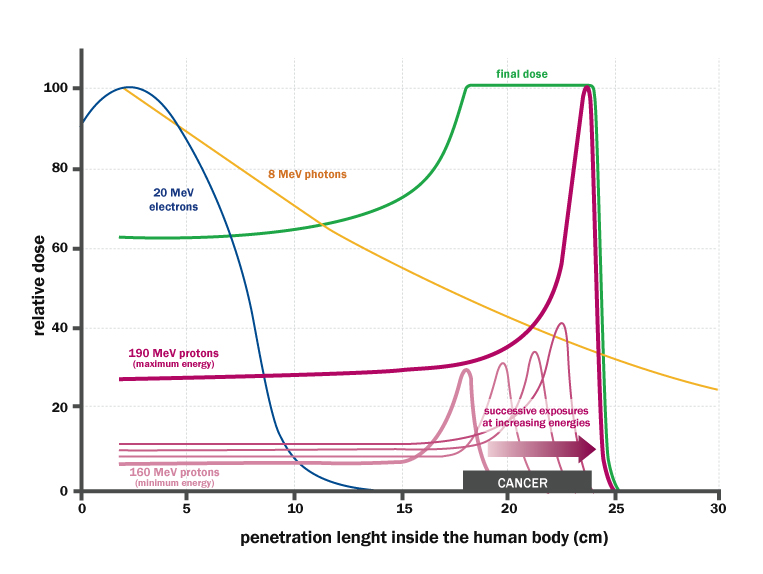 final dose
100
8 MeV photons
80
20 MeV
electrons
60
relative dose
40
190 MeV protons
(maximum energy)
20
successive exposures
at increasing energies
160 MeV protons
(minimum energy)
CANCER
0
0 5 10 15 20 25 30
penetration lenght inside the human body (cm)